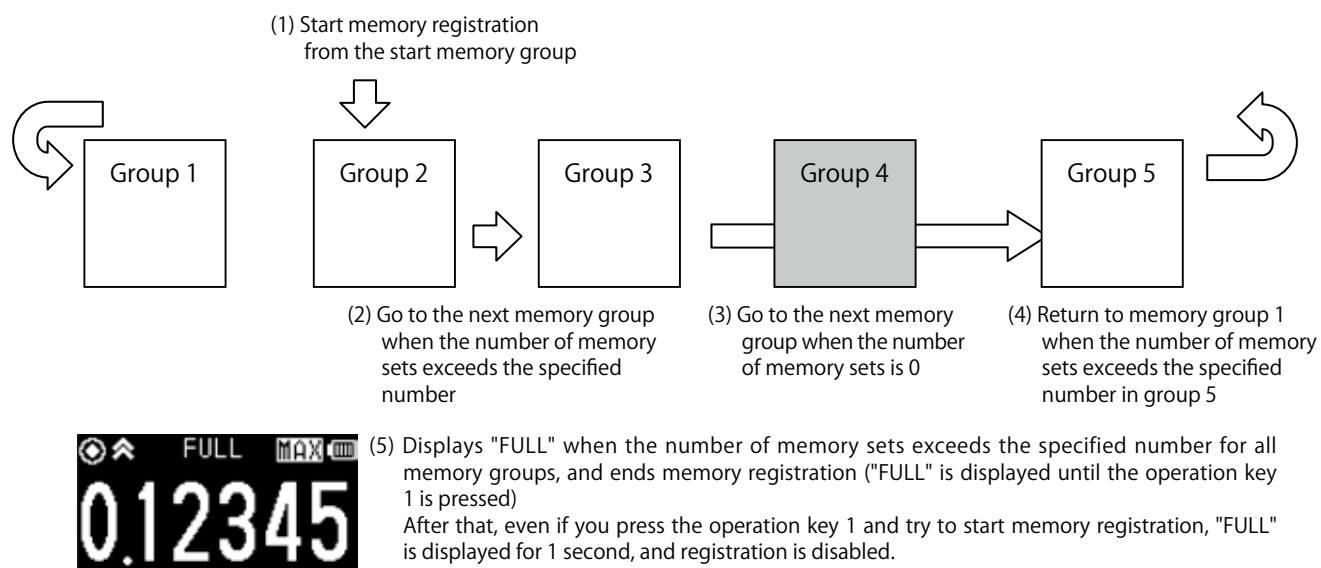 (1) Start memory registration
from the start memory group
Group 1
Group 2
Group 3
Group 4
Group 5
(2) Go to the next memory group
when the number of memory
sets exceeds the specified
number
(3) Go to the next memory
group when the number
of memory sets is 0
(4) Return to memory group 1
when the number of memory
sets exceeds the specified
number in group 5
FULL MAX
0.12345
(5) Displays "FULL" when the number of memory sets exceeds the specified number for all
memory groups, and ends memory registration ("FULL" is displayed until the operation key
1 is pressed)
After that, even if you press the operation key 1 and try to start memory registration, "FULL"
is displayed for 1 second, and registration is disabled.